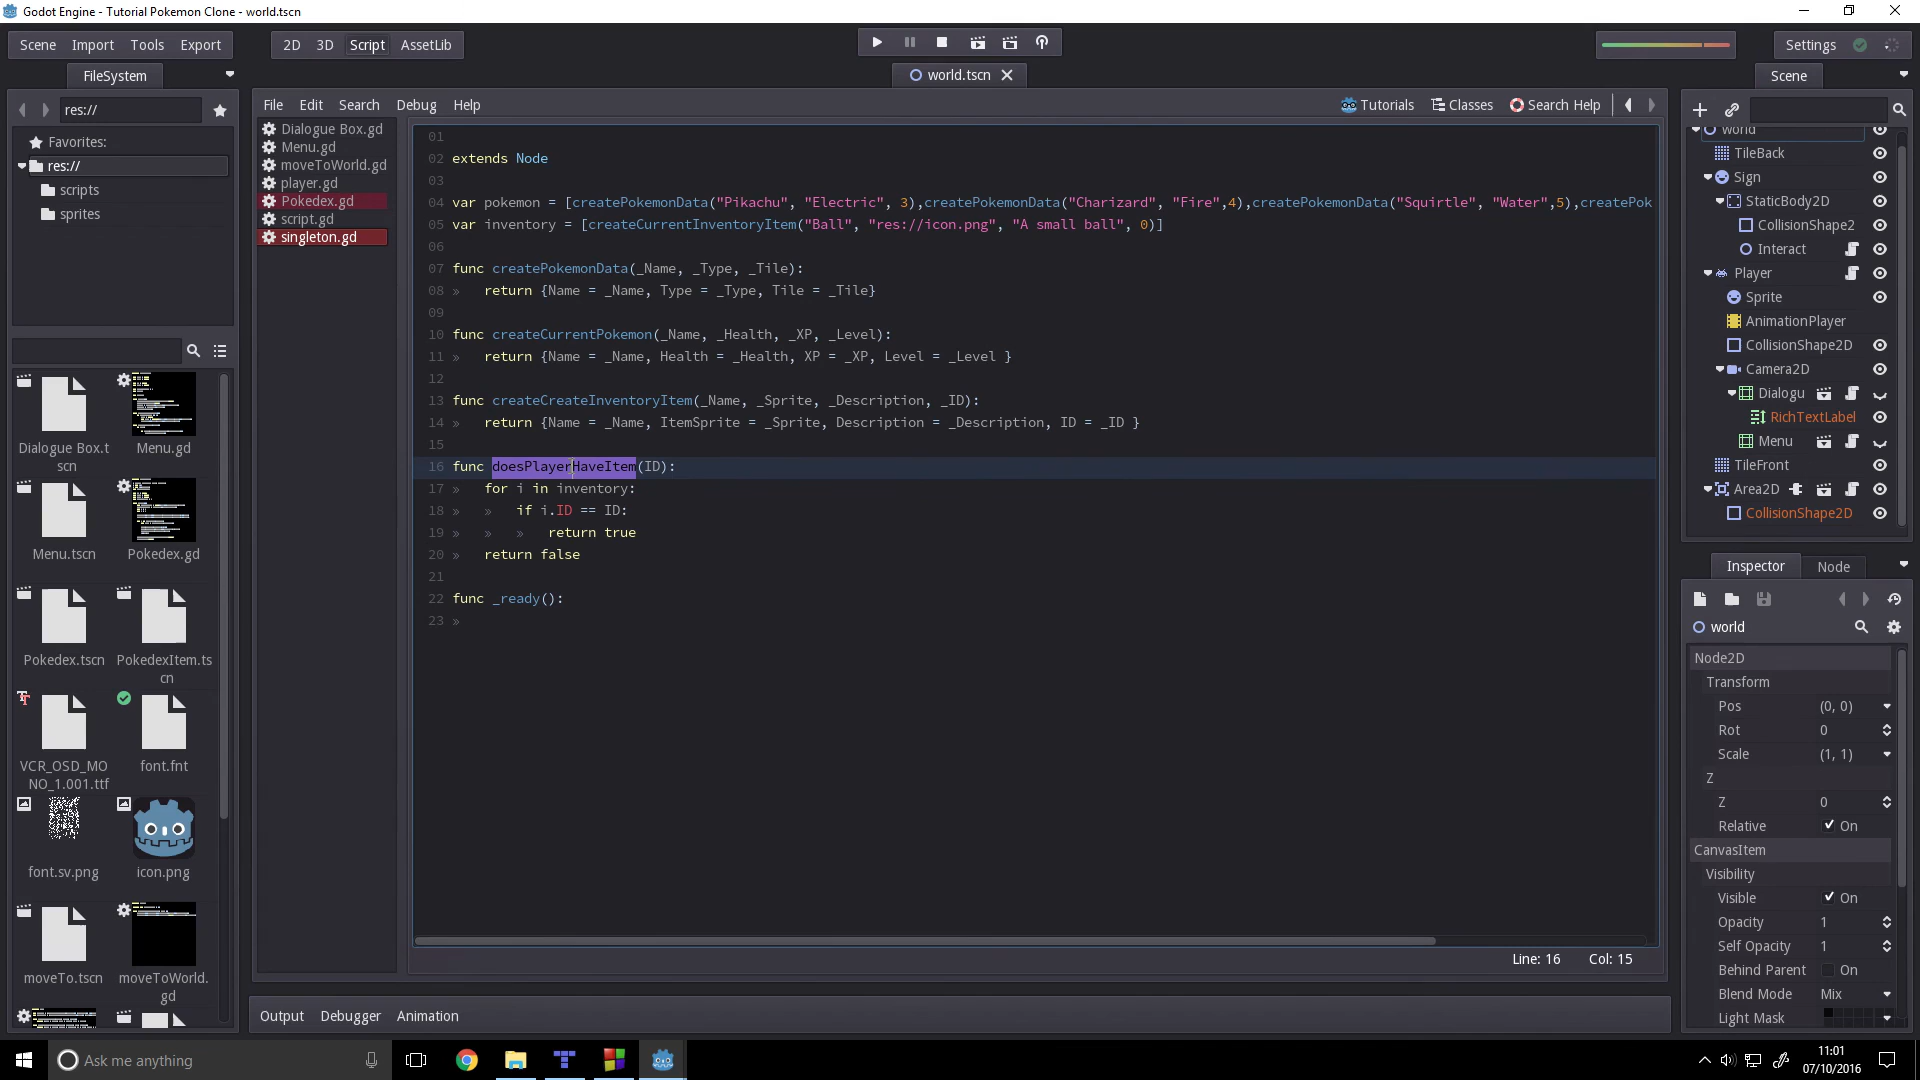 Godot Engine - Tutorial Pokemon Clone - world.tscn
Scene Import Tools Export
2D 3D Script AssetLib
Settings
FileSystem
world.tscn
Scene
res://
File Edit Search Debug Help
Tutorials Classes Search Help
Favorites:
res://
scripts
sprites
Dialogue Box.gd
Menu.gd
moveToWorld.gd
player.gd
Pokedex.gd
script.gd
singleton.gd
01
02 extends Node
03
04 var pokemon = [createPokemonData("Pikachu", "Electric", 3),createPokemonData("Charizard", "Fire",4),createPokemonData("Squirtle", "Water",5),createPok
05 var inventory = [createCurrentInventoryItem("Ball", "res://icon.png", "A small ball", 0)]
06
07 func createPokemonData(_Name, _Type, _Tile):
08 » return {Name = _Name, Type = _Type, Tile = _Tile}
09
10 func createCurrentPokemon(_Name, _Health, _XP, _Level):
11 » return {Name = _Name, Health = _Health, XP = _XP, Level = _Level }
12
13 func createCreateInventoryItem(_Name, _Sprite, _Description, _ID):
14 » return {Name = _Name, ItemSprite = _Sprite, Description = _Description, ID = _ID }
15
16 func doesPlayerHaveItem(ID):
17 » for i in inventory:
18 » » if i.ID == ID:
19 » » » return true
20 » return false
21
22 func _ready():
23 »
Line: 16 Col: 15
Dialogue Box.t
scn
Menu.gd
Menu.tscn
Pokedex.gd
Pokedex.tscn
PokedexItem.ts
cn
VCR_OSD_MO
NO_1.001.ttf
font.fnt
font.sv.png
icon.png
moveTo.tscn
moveToWorld.
gd
world
TileBack
Sign
StaticBody2D
CollisionShape2
Interact
Player
Sprite
AnimationPlayer
CollisionShape2D
Camera2D
Dialogu
RichTextLabel
Menu
TileFront
Area2D
CollisionShape2D
Inspector Node
world
Node2D
Transform
Pos (0, 0)
Rot 0
Scale (1, 1)
Z
Z 0
Relative On
CanvasItem
Visibility
Visible On
Opacity 1
Self Opacity 1
Behind Parent On
Blend Mode Mix
Light Mask
Output Debugger Animation
Ask me anything
11:01
07/10/2016